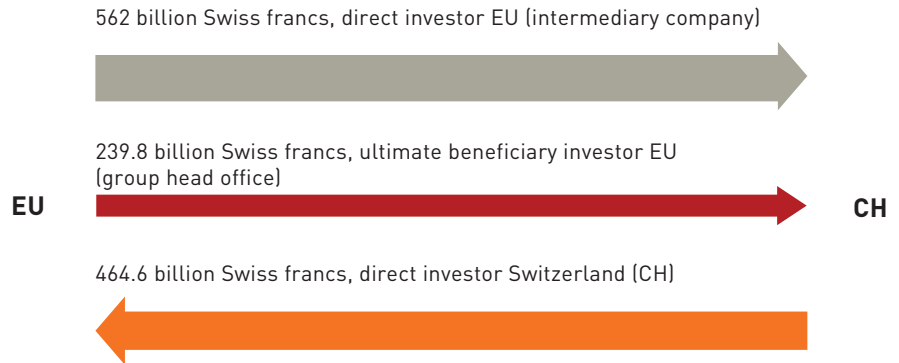 562 billion Swiss francs, direct investor EU (intermediary company)
239.8 billion Swiss francs, ultimate beneficiary investor EU
(group head office)
EU
CH
464.6 billion Swiss francs, direct investor Switzerland (CH)